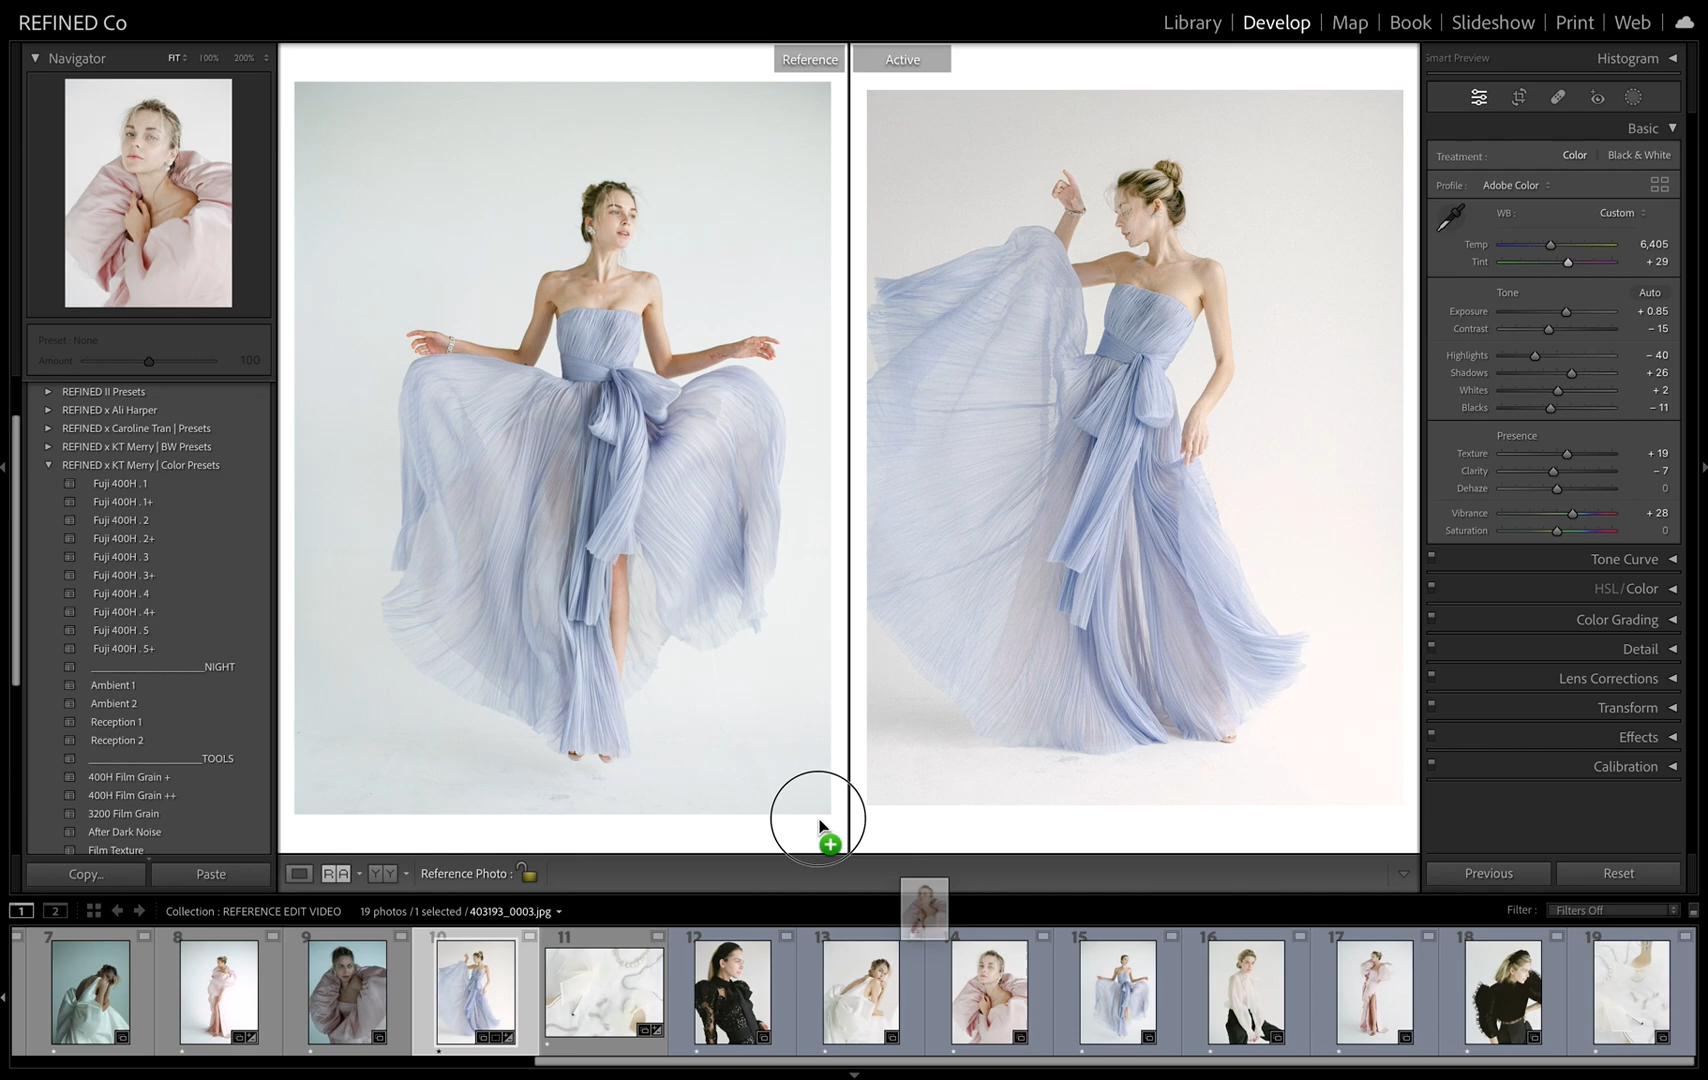 REFINED Co
Library | Develop | Map | Book | Slideshow | Print | Web
Navigator FIT 100% 200%
Reference
Active
Smart Preview Histogram
Basic
Treatment : Color Black & White
Profile : Adobe Color
WB : Custom
Temp 6,405
Tint + 29
Tone Auto
Exposure + 0.85
Contrast – 15
Highlights – 40
Shadows + 26
Whites + 2
Blacks – 11
Presence
Texture + 19
Clarity – 7
Dehaze 0
Vibrance + 28
Saturation 0
Tone Curve
HSL / Color
Color Grading
Detail
Lens Corrections
Transform
Effects
Calibration
Preset : None
Amount 100
REFINED II Presets
REFINED x Ali Harper
REFINED x Caroline Tran | Presets
REFINED x KT Merry | BW Presets
REFINED x KT Merry | Color Presets
Fuji 400H . 1
Fuji 400H . 1+
Fuji 400H . 2
Fuji 400H . 2+
Fuji 400H . 3
Fuji 400H . 3+
Fuji 400H . 4
Fuji 400H . 4+
Fuji 400H . 5
Fuji 400H . 5+
NIGHT
Ambient 1
Ambient 2
Reception 1
Reception 2
TOOLS
400H Film Grain +
400H Film Grain ++
3200 Film Grain
After Dark Noise
Film Texture
Copy... Paste
R A Y Y Reference Photo :
Previous Reset
1 2 Collection : REFERENCE EDIT VIDEO 19 photos / 1 selected / 403193_0003.jpg
Filter : Filters Off
7 8 9 10 11 12 13 14 15 16 17 18 19